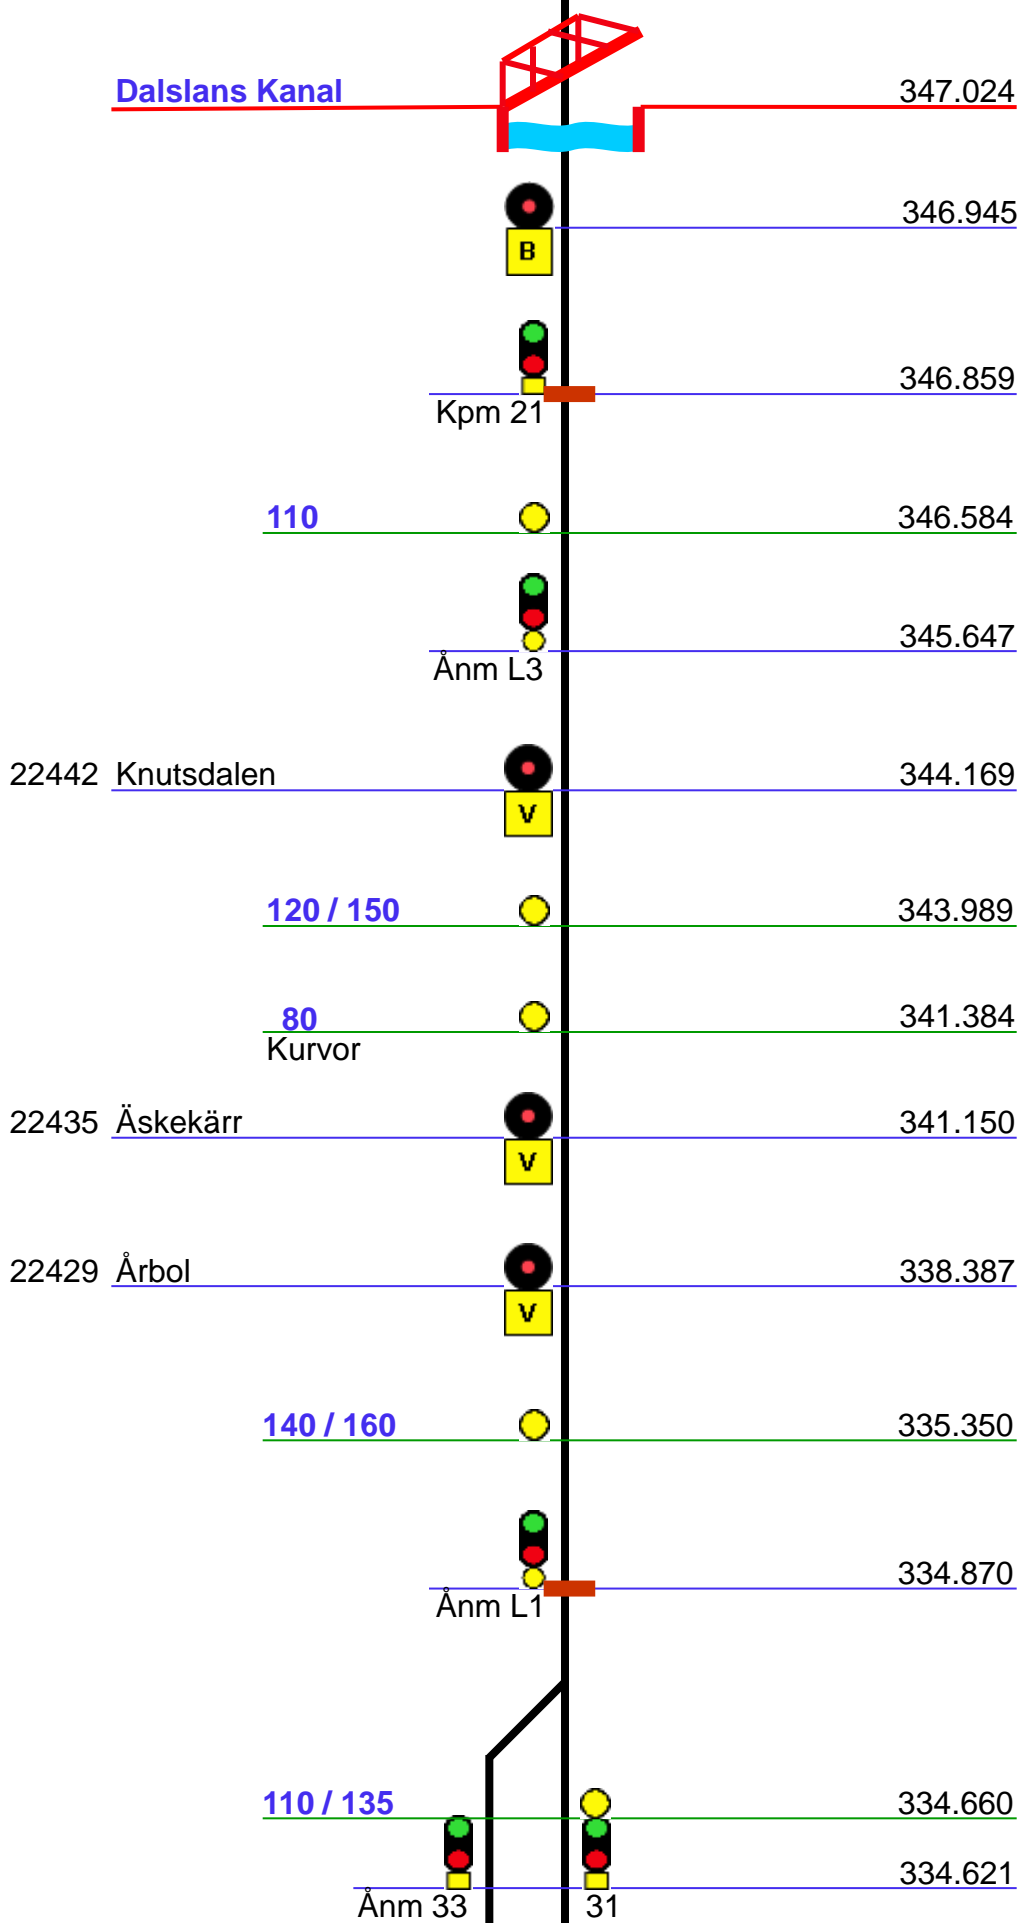 Dalslans Kanal 347.024
346.945
B
346.859
Kpm 21
110 346.584
345.647
Ånm L3
22442 Knutsdalen 344.169
V
120 / 150 343.989
80 341.384
Kurvor
22435 Äskekärr 341.150
V
22429 Årbol 338.387
V
140 / 160 335.350
334.870
Ånm L1
110 / 135 334.660
334.621
Ånm 33 31